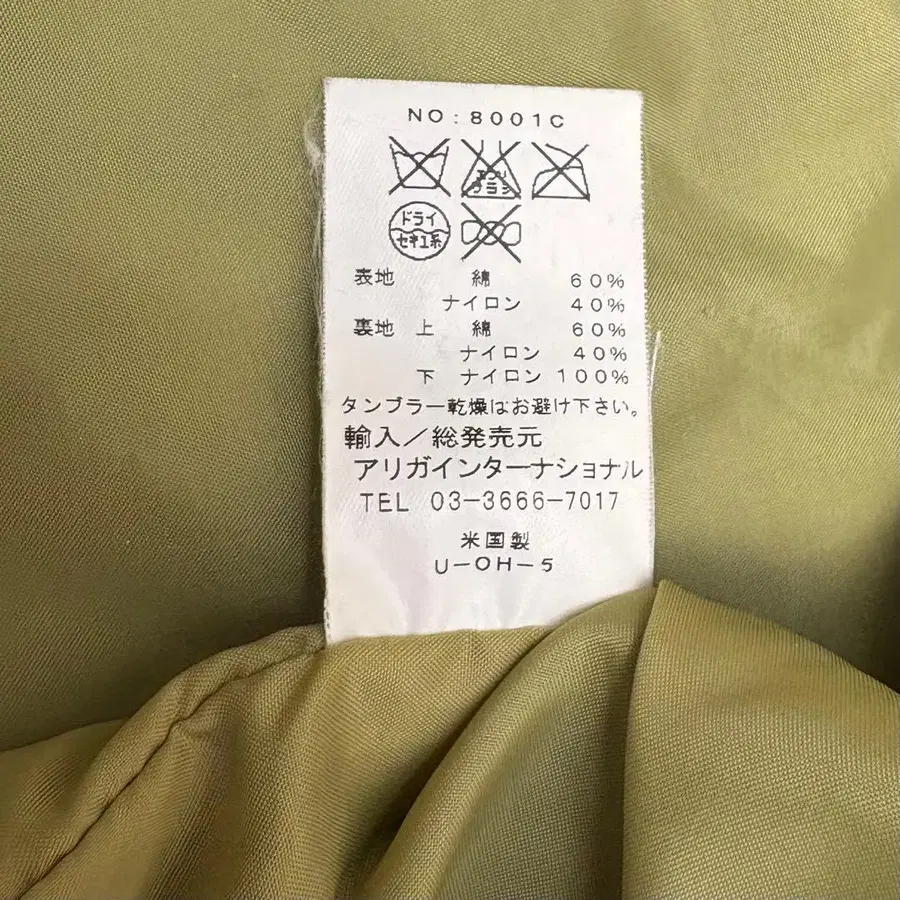 NO:8001C
エンソ
クラシ
ドライ
セキユ系
表地 綿 60%
ナイロン 40%
裏地 上 綿 60%
ナイロン 40%
下 ナイロン 100%
タンブラー乾燥はお避け下さい。
輸入/総発売元
アリガインターナショナル
TEL 03-3666-7017
米国製
U-OH-5